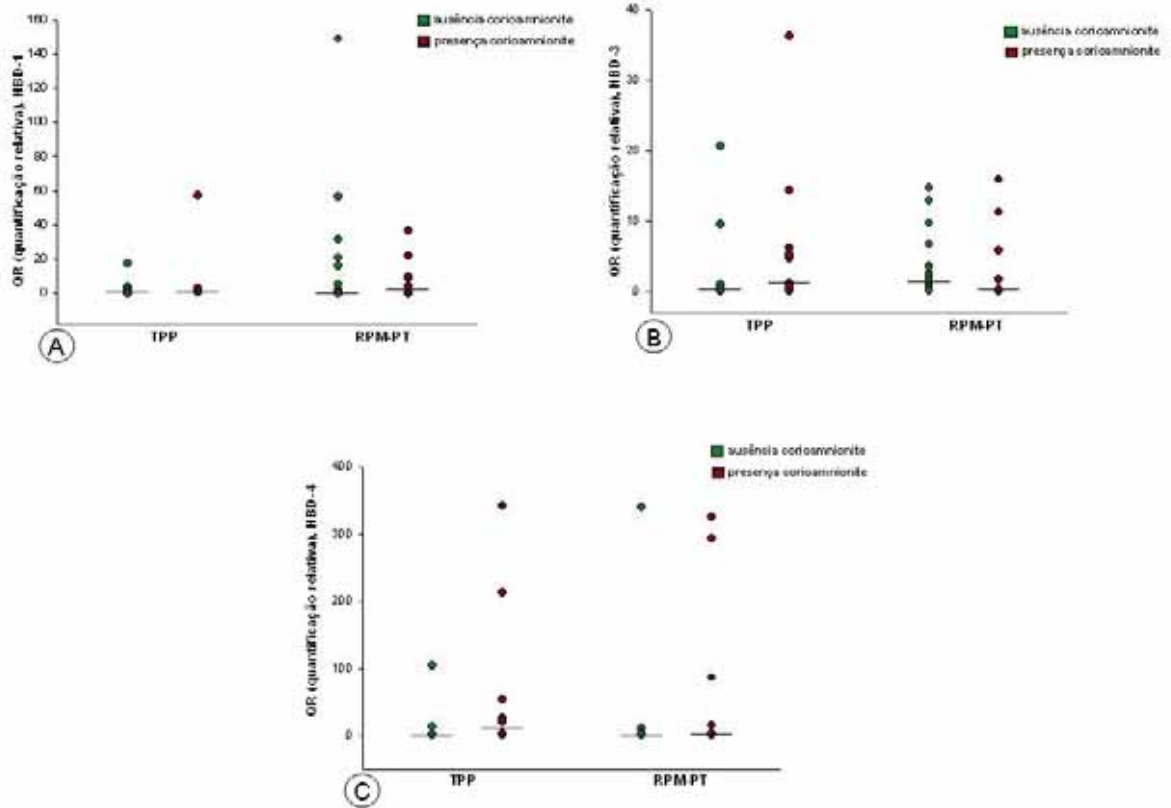 QR (quantificação relativa), HBD-1
160
140
120
100
80
60
40
20
0
ausência corioamnionite
presença corioamnionite
TPP
RPM-PT
A
QR (quantificação relativa), HBD-3
40
30
20
10
0
ausência corioamnionite
presença corioamnionite
TPP
RPM-PT
B
QR (quantificação relativa), HBD-4
400
300
200
100
0
ausência corioamnionite
presença corioamnionite
TPP
RPM-PT
C